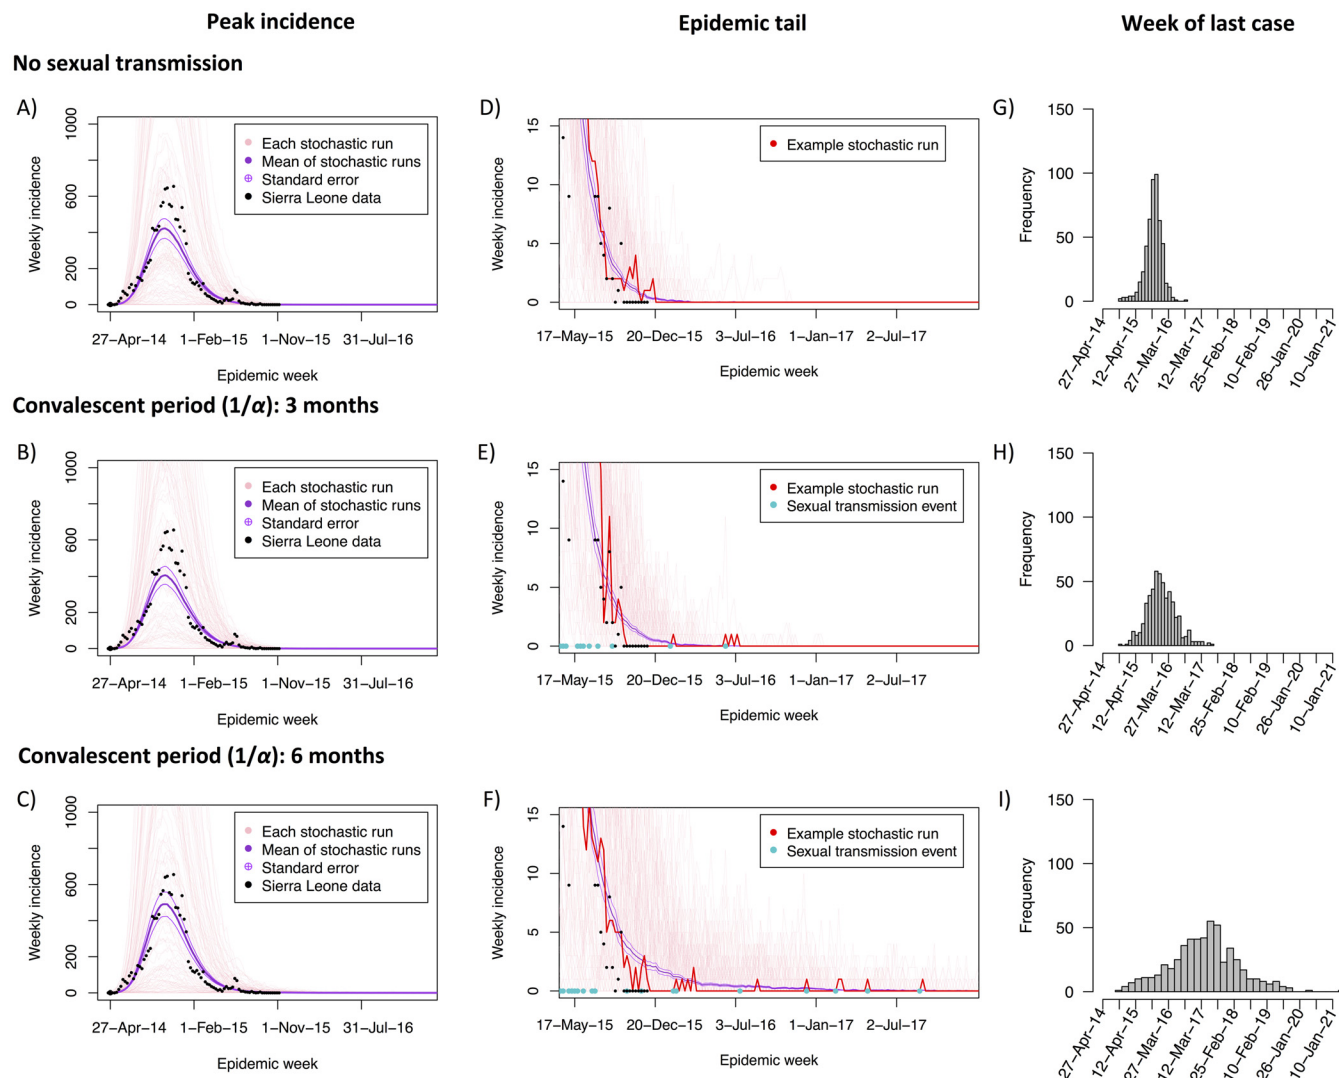 Peak incidence
Epidemic tail
Week of last case
No sexual transmission
A)
1000
600
200
0
Weekly incidence
Each stochastic run
Mean of stochastic runs
Standard error
Sierra Leone data
27–Apr–14 1–Feb–15 1–Nov–15 31–Jul–16
Epidemic week
D)
15
10
5
0
Weekly incidence
Example stochastic run
17–May–15 20–Dec–15 3–Jul–16 1–Jan–17 2–Jul–17
Epidemic week
G)
150
100
50
0
Frequency
27–Apr–14
12–Apr–15
27–Mar–16
12–Mar–17
25–Feb–18
10–Feb–19
26–Jan–20
10–Jan–21
Convalescent period (1/α): 3 months
B)
1000
600
200
0
Weekly incidence
Each stochastic run
Mean of stochastic runs
Standard error
Sierra Leone data
27–Apr–14 1–Feb–15 1–Nov–15 31–Jul–16
Epidemic week
E)
15
10
5
0
Weekly incidence
Example stochastic run
Sexual transmission event
17–May–15 20–Dec–15 3–Jul–16 1–Jan–17 2–Jul–17
Epidemic week
H)
150
100
50
0
Frequency
27–Apr–14
12–Apr–15
27–Mar–16
12–Mar–17
25–Feb–18
10–Feb–19
26–Jan–20
10–Jan–21
Convalescent period (1/α): 6 months
C)
1000
600
200
0
Weekly incidence
Each stochastic run
Mean of stochastic runs
Standard error
Sierra Leone data
27–Apr–14 1–Feb–15 1–Nov–15 31–Jul–16
Epidemic week
F)
15
10
5
0
Weekly incidence
Example stochastic run
Sexual transmission event
17–May–15 20–Dec–15 3–Jul–16 1–Jan–17 2–Jul–17
Epidemic week
I)
150
100
50
0
Frequency
27–Apr–14
12–Apr–15
27–Mar–16
12–Mar–17
25–Feb–18
10–Feb–19
26–Jan–20
10–Jan–21